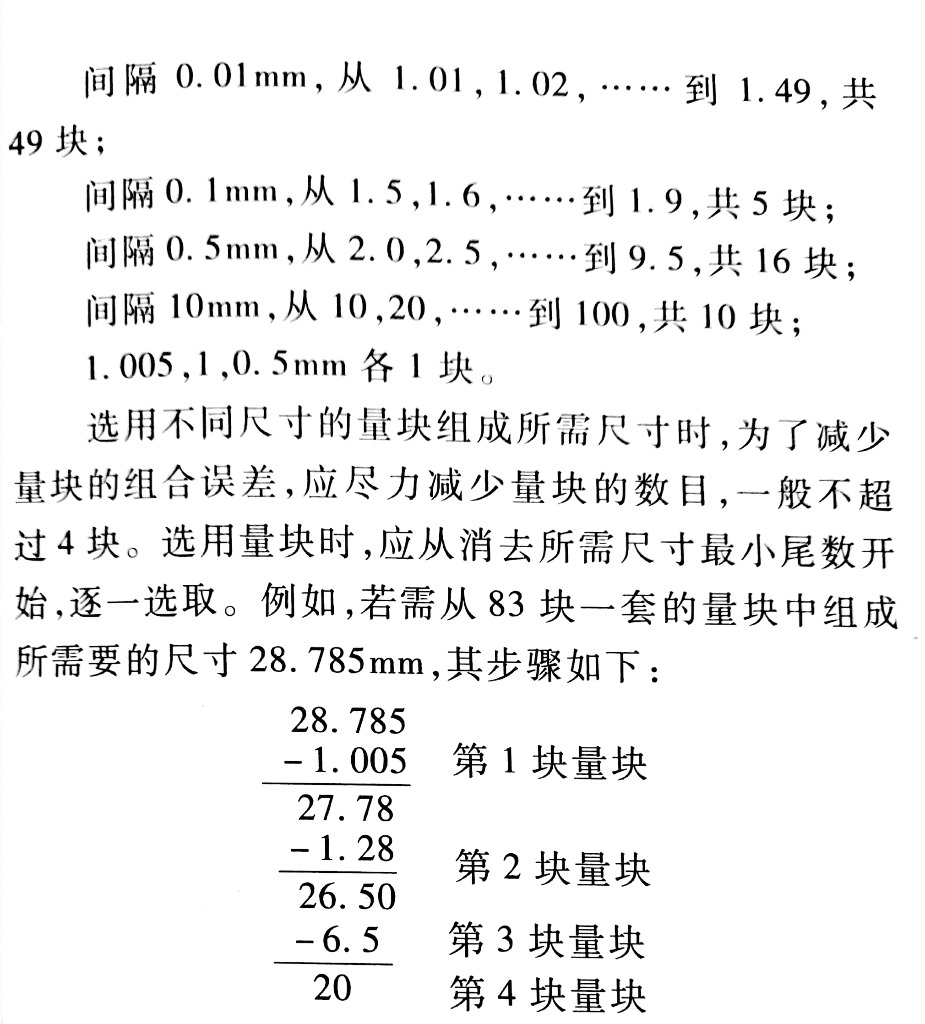 间隔 0.01mm,从 1.01,1.02,……到 1.49,共
49 块;
间隔 0.1mm,从 1.5,1.6,……到 1.9,共 5 块;
间隔 0.5mm,从 2.0,2.5,……到 9.5,共 16 块;
间隔 10mm,从 10,20,……到 100,共 10 块;
1.005,1,0.5mm 各 1 块。
选用不同尺寸的量块组成所需尺寸时,为了减少
量块的组合误差,应尽力减少量块的数目,一般不超
过 4 块。选用量块时,应从消去所需尺寸最小尾数开
始,逐一选取。例如,若需从 83 块一套的量块中组成
所需要的尺寸 28.785mm,其步骤如下:
28.785
-1.005 第 1 块量块
27.78
-1.28 第 2 块量块
26.50
-6.5 第 3 块量块
20 第 4 块量块